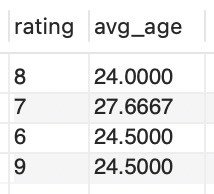 rating avg_age
8 24.0000
7 27.6667
6 24.5000
9 24.5000